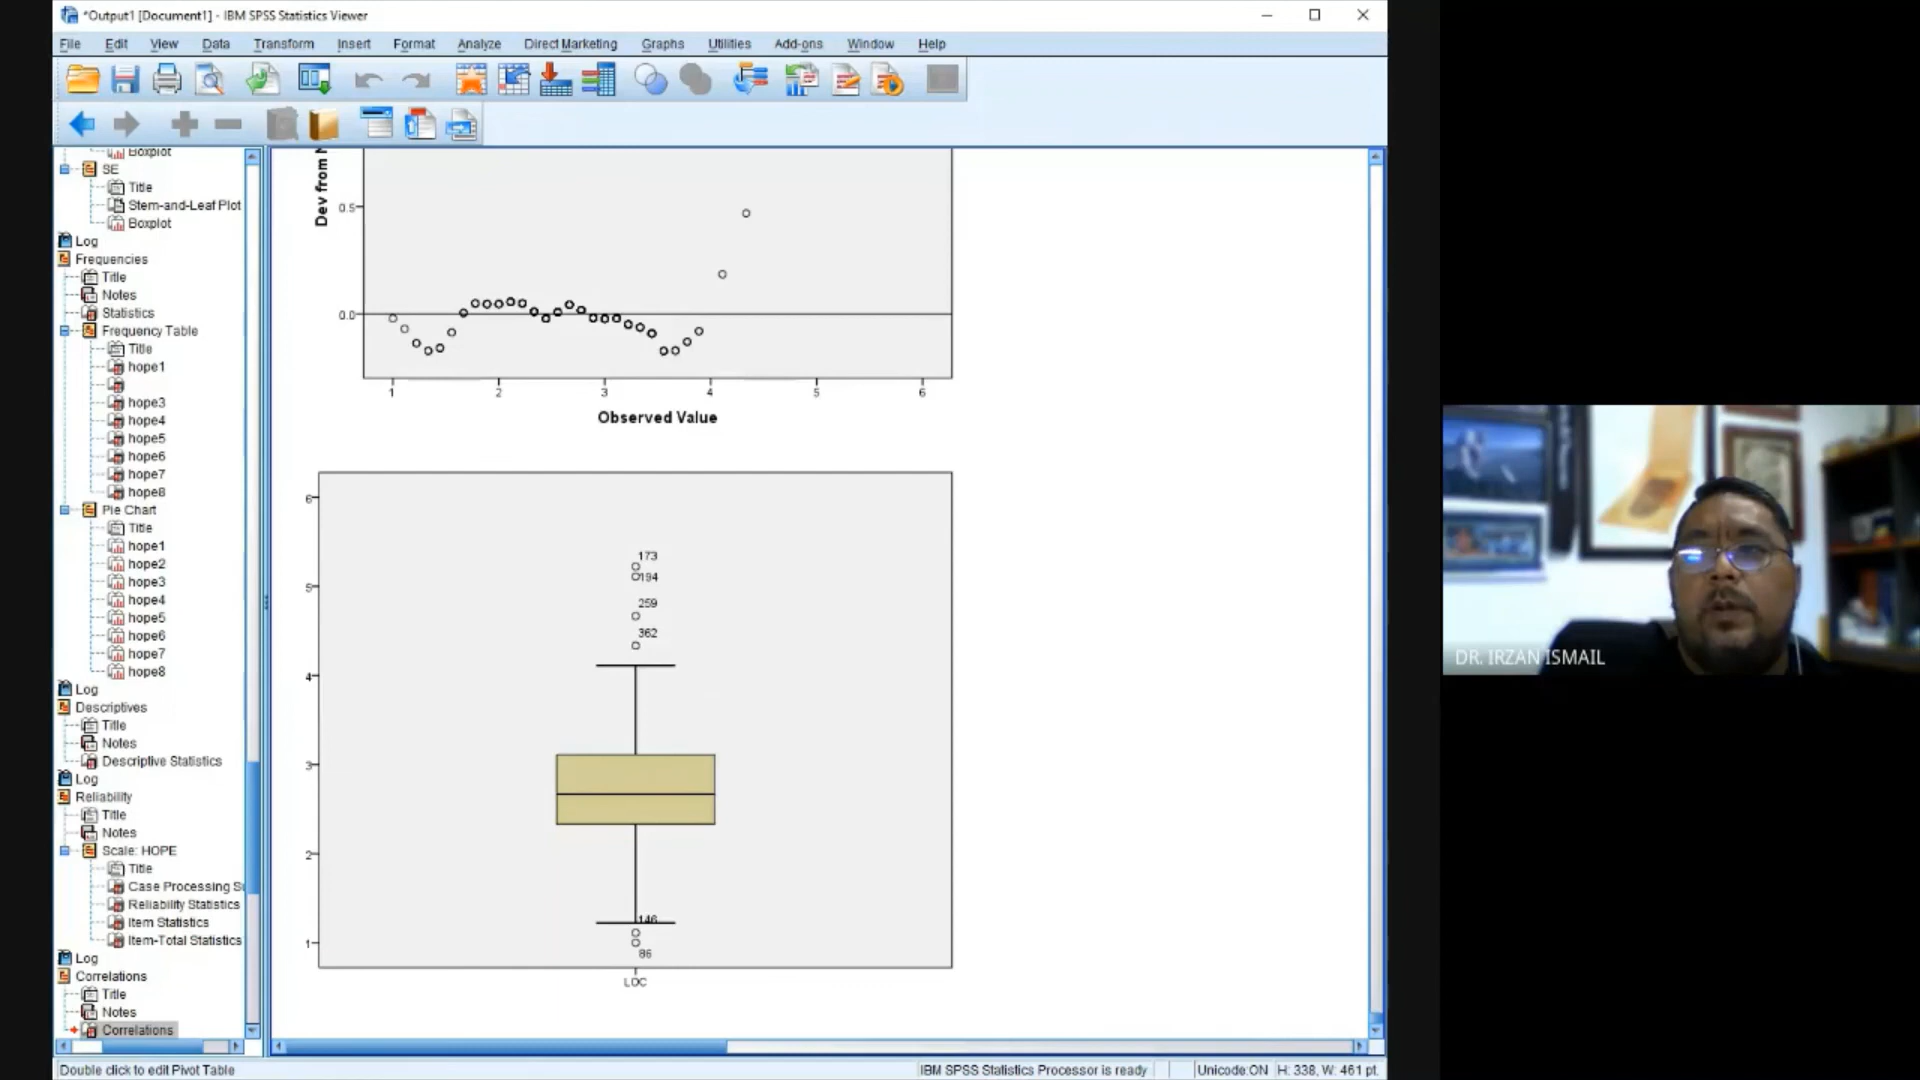 *Output1 [Document1] - IBM SPSS Statistics Viewer
File Edit View Data Transform Insert Format Analyze Direct Marketing Graphs Utilities Add-ons Window Help
Boxplot
SE
Title
Stem-and-Leaf Plot
Boxplot
Log
Frequencies
Title
Notes
Statistics
Frequency Table
Title
hope1
hope3
hope4
hope5
hope6
hope7
hope8
Pie Chart
Title
hope1
hope2
hope3
hope4
hope5
hope6
hope7
hope8
Log
Descriptives
Title
Notes
Descriptive Statistics
Log
Reliability
Title
Notes
Scale: HOPE
Title
Case Processing
Reliability Statistics
Item Statistics
Item-Total Statistics
Log
Correlations
Title
Notes
Correlations
Dev from
0.5
0.0
1 2 3 4 5 6
Observed Value
6
5
4
3
2
1
173
194
259
362
146
86
LOC
DR. IRZAN ISMAIL
Double click to edit Pivot Table
IBM SPSS Statistics Processor is ready
Unicode:ON H: 338, W: 461 pt.